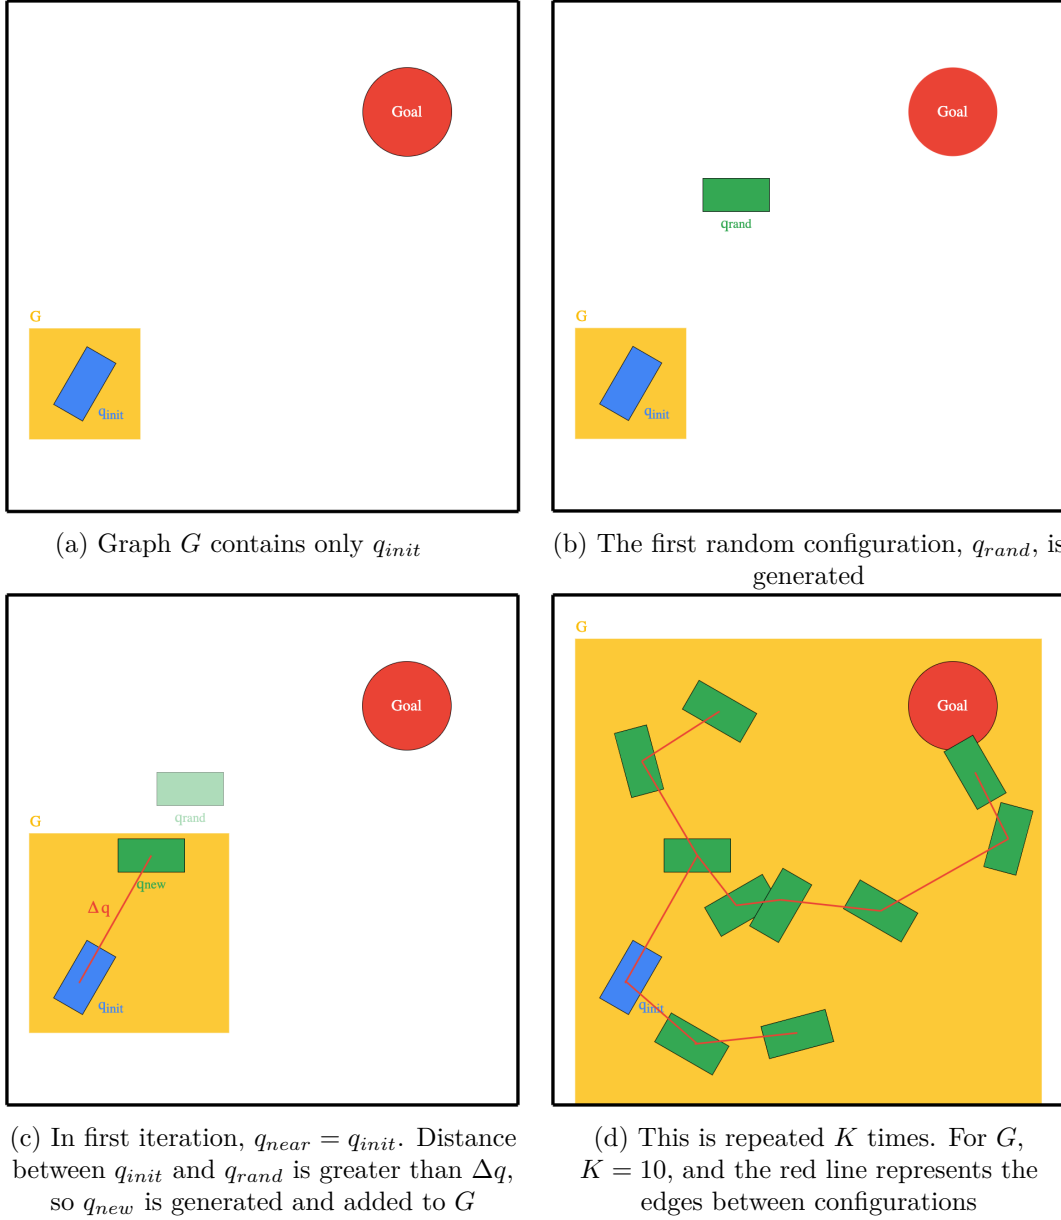 Goal
G
qinit
(a) Graph G contains only qinit
Goal
qrand
G
qinit
(b) The first random configuration, qrand, is
generated
Goal
qrand
G
qnew
Δq
qinit
(c) In first iteration, qnear = qinit. Distance
between qinit and qrand is greater than Δq,
so qnew is generated and added to G
G
Goal
qinit
(d) This is repeated K times. For G,
K = 10, and the red line represents the
edges between configurations